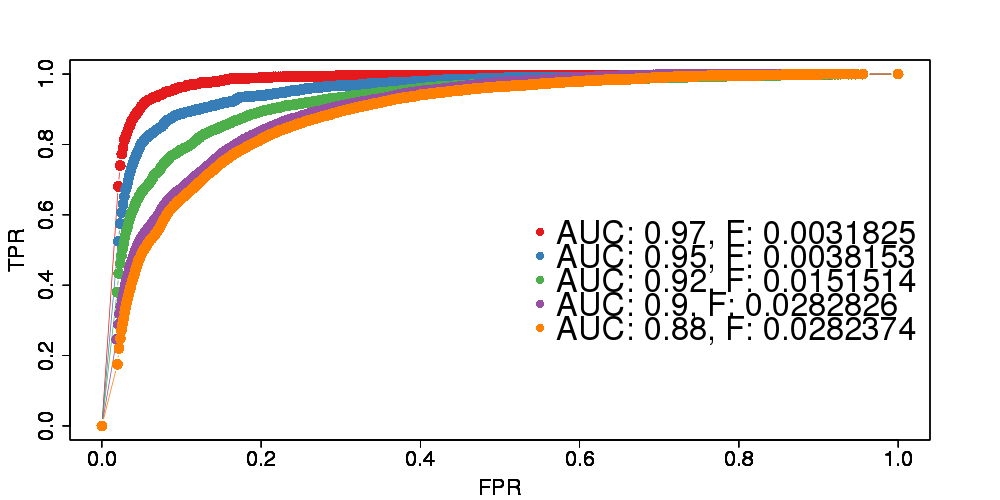 1.0
0.8
0.6
0.4
0.2
0.0
TPR
AUC: 0.97, F: 0.0031825
AUC: 0.95, F: 0.0038153
AUC: 0.92, F: 0.0151514
AUC: 0.9, F: 0.0282826
AUC: 0.88, F: 0.0282374
0.0 0.2 0.4 0.6 0.8 1.0
FPR